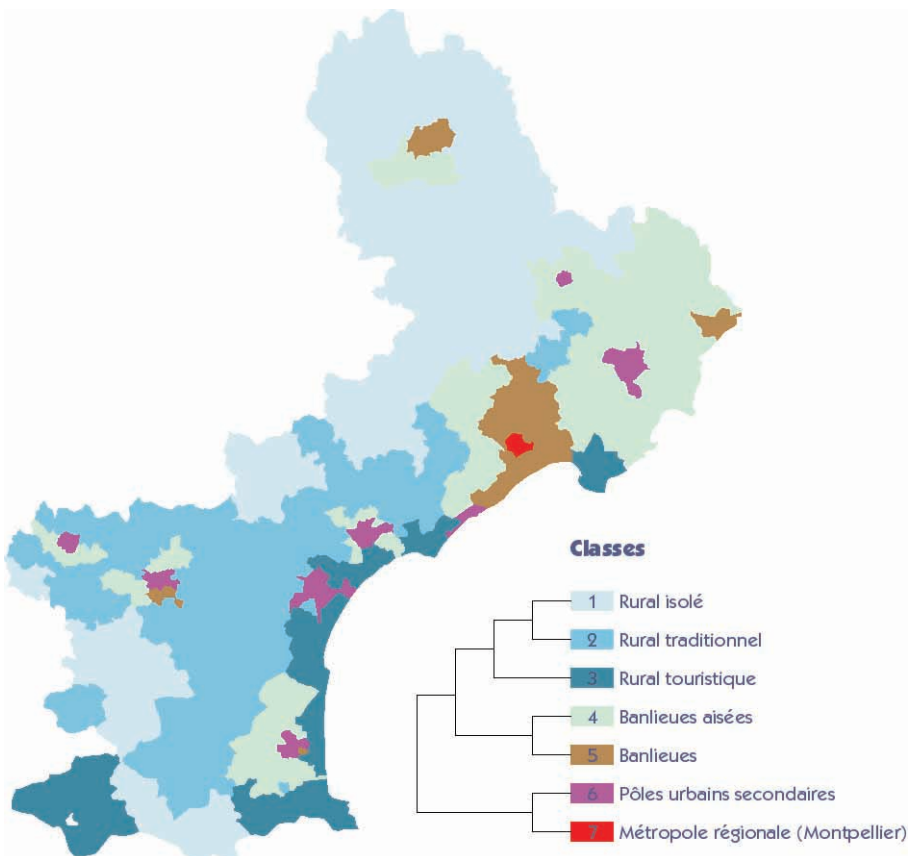 Classes
1 Rural isolé
2 Rural traditionnel
3 Rural touristique
4 Banlieues aisées
5 Banlieues
6 Pôles urbains secondaires
7 Métropole régionale (Montpellier)